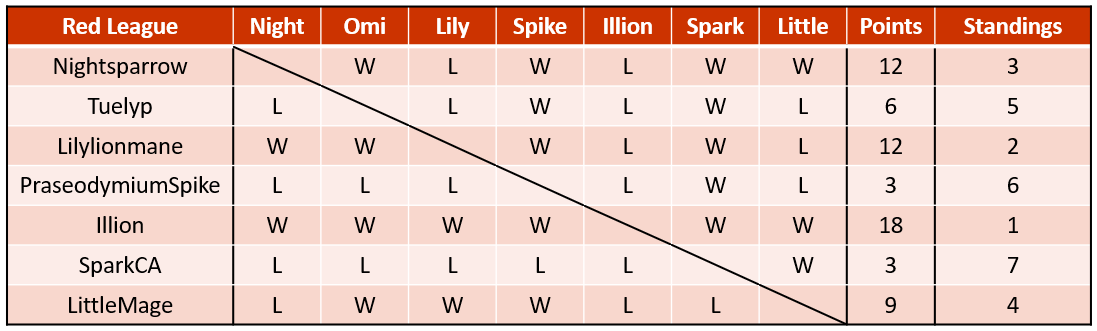 Red League Night Omi Lily Spike Illion Spark Little Points Standings
Nightsparrow W L W L W W 12 3
Tuelyp L L W L W L 6 5
Lilylionmane W W W L W L 12 2
PraseodymiumSpike L L L L W L 3 6
Illion W W W W W W 18 1
SparkCA L L L L L W 3 7
LittleMage L W W W L L 9 4